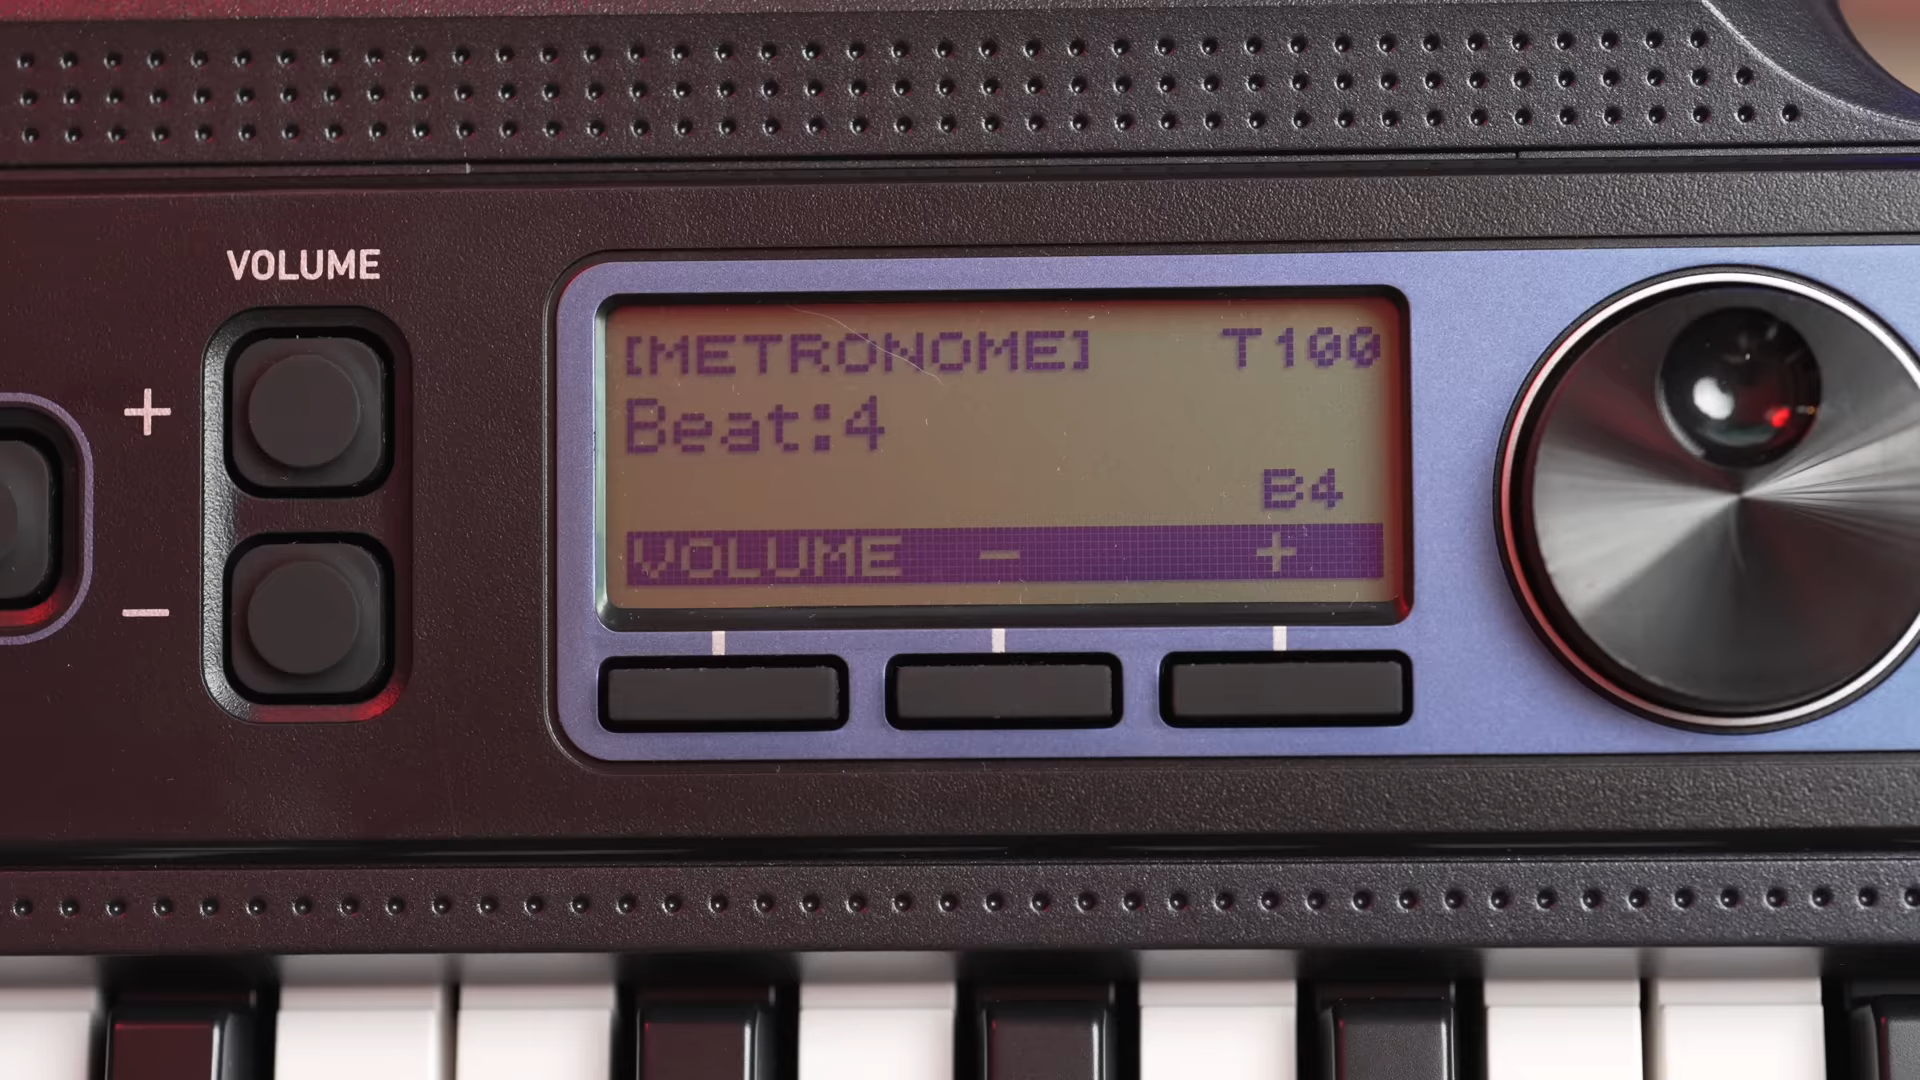 VOLUME
+
−
[METRONOME] T100
Beat:4
B4
VOLUME − +